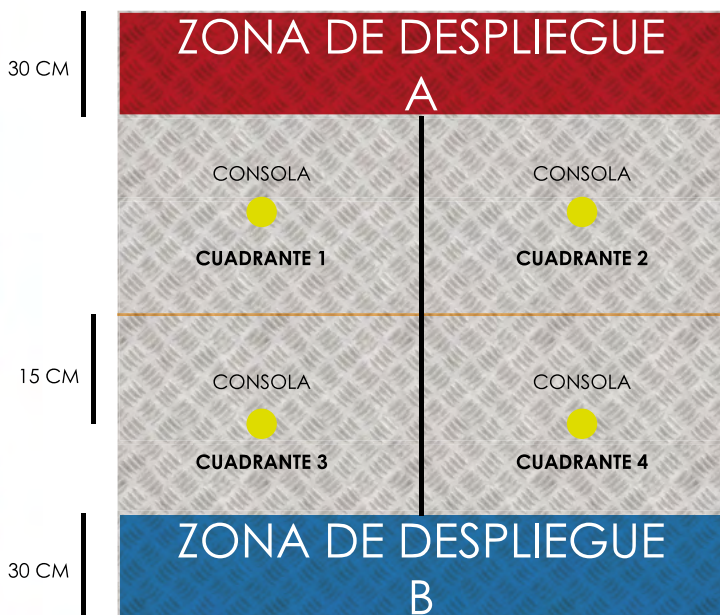 ZONA DE DESPLIEGUE
A
30 CM
CONSOLA
CONSOLA
CUADRANTE 1
CUADRANTE 2
15 CM
CONSOLA
CONSOLA
CUADRANTE 3
CUADRANTE 4
ZONA DE DESPLIEGUE
B
30 CM